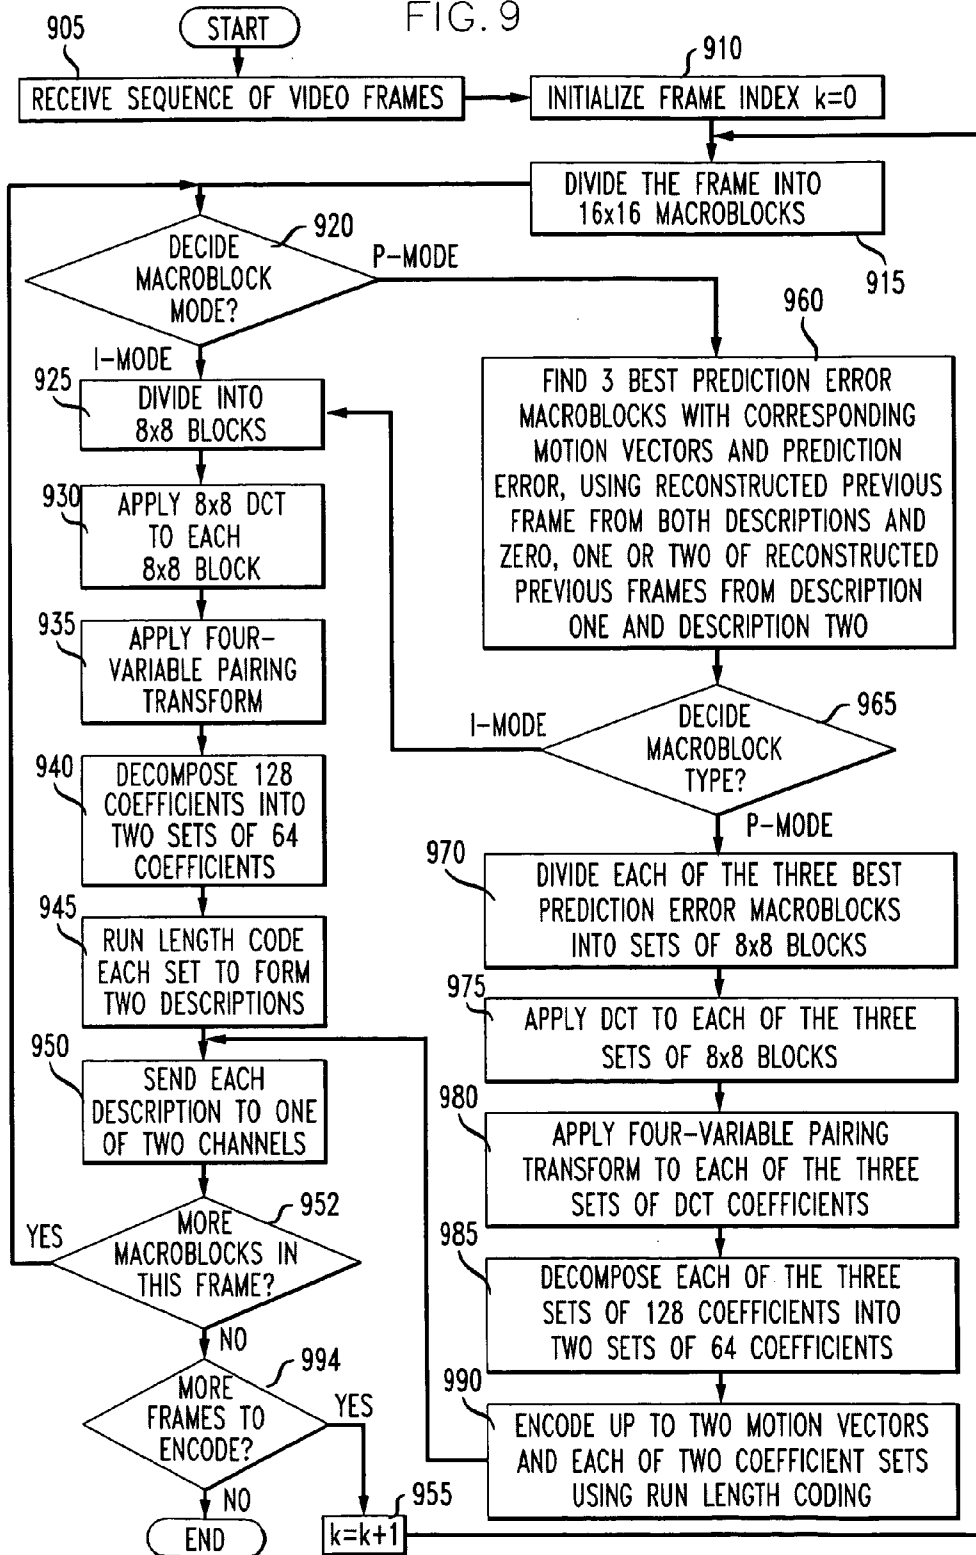 FIG. 9
START
905
RECEIVE SEQUENCE OF VIDEO FRAMES
910
INITIALIZE FRAME INDEX k=0
DIVIDE THE FRAME INTO
16x16 MACROBLOCKS
915
920
DECIDE
MACROBLOCK
MODE?
P-MODE
I-MODE
925
DIVIDE INTO
8x8 BLOCKS
930
APPLY 8x8 DCT
TO EACH
8x8 BLOCK
935
APPLY FOUR-
VARIABLE PAIRING
TRANSFORM
940
DECOMPOSE 128
COEFFICIENTS INTO
TWO SETS OF 64
COEFFICIENTS
945
RUN LENGTH CODE
EACH SET TO FORM
TWO DESCRIPTIONS
950
SEND EACH
DESCRIPTION TO ONE
OF TWO CHANNELS
952
YES
MORE
MACROBLOCKS IN
THIS FRAME?
NO
994
MORE
FRAMES TO
ENCODE?
YES
NO
END
955
k=k+1
960
FIND 3 BEST PREDICTION ERROR
MACROBLOCKS WITH CORRESPONDING
MOTION VECTORS AND PREDICTION
ERROR, USING RECONSTRUCTED PREVIOUS
FRAME FROM BOTH DESCRIPTIONS AND
ZERO, ONE OR TWO OF RECONSTRUCTED
PREVIOUS FRAMES FROM DESCRIPTION
ONE AND DESCRIPTION TWO
965
I-MODE
DECIDE
MACROBLOCK
TYPE?
P-MODE
970
DIVIDE EACH OF THE THREE BEST
PREDICTION ERROR MACROBLOCKS
INTO SETS OF 8x8 BLOCKS
975
APPLY DCT TO EACH OF THE THREE
SETS OF 8x8 BLOCKS
980
APPLY FOUR-VARIABLE PAIRING
TRANSFORM TO EACH OF THE THREE
SETS OF DCT COEFFICIENTS
985
DECOMPOSE EACH OF THE THREE
SETS OF 128 COEFFICIENTS INTO
TWO SETS OF 64 COEFFICIENTS
990
ENCODE UP TO TWO MOTION VECTORS
AND EACH OF TWO COEFFICIENT SETS
USING RUN LENGTH CODING